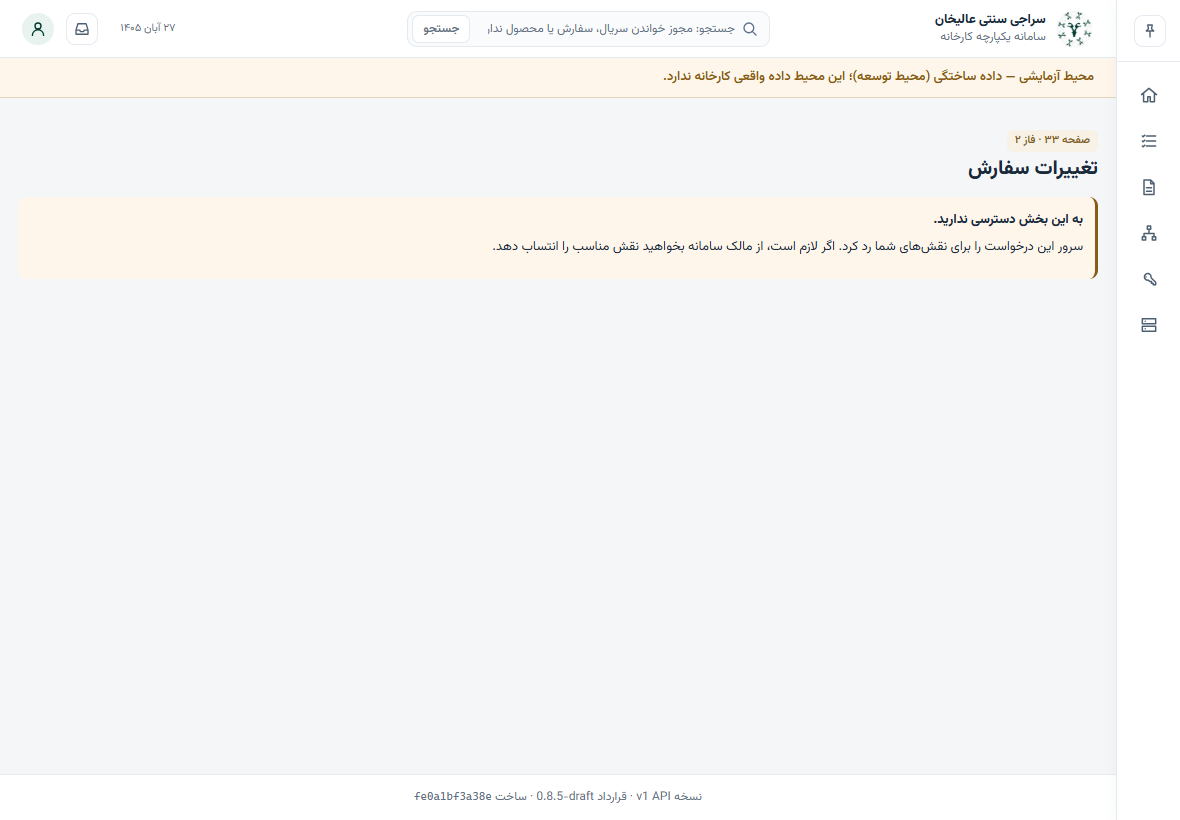 سراجی سنتی عالیخان
سامانه یکپارچه کارخانه
جستجو: مجوز خواندن سریال، سفارش یا محصول ندار
جستجو
۲۷ آبان ۱۴۰۵
محیط آزمایشی — داده ساختگی (محیط توسعه)؛ این محیط داده واقعی کارخانه ندارد.
صفحه ۳۳ · فاز ۲
تغییرات سفارش
به این بخش دسترسی ندارید.
سرور این درخواست را برای نقش‌های شما رد کرد. اگر لازم است، از مالک سامانه بخواهید نقش مناسب را انتساب دهد.
نسخه v1 API · قرارداد 0.8.5-draft · ساخت fe0a1bf3a38e